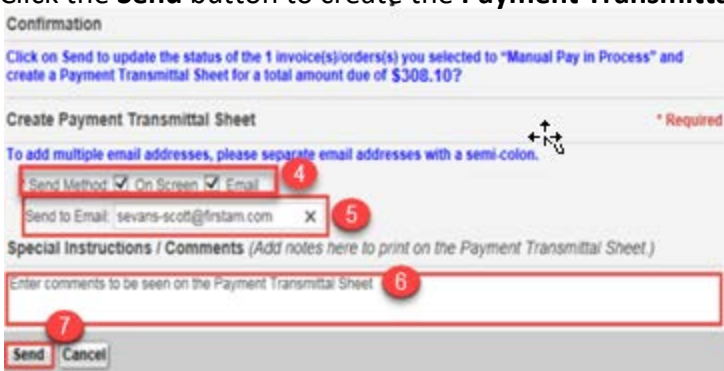 Click the Send button to create the Payment Transmitta
Confirmation
Click on Send to update the status of the 1 invoice(s)/orders(s) you selected to "Manual Pay in Process" and
create a Payment Transmittal Sheet for a total amount due of $308.10?
Create Payment Transmittal Sheet * Required
To add multiple email addresses, please separate email addresses with a semi-colon.
* Send Method: On Screen Email 4
Send to Email: sevans-scott@firstam.com X 5
Special Instructions / Comments (Add notes here to print on the Payment Transmittal Sheet.)
Enter comments to be seen on the Payment Transmittal Sheet 6
7
Send Cancel